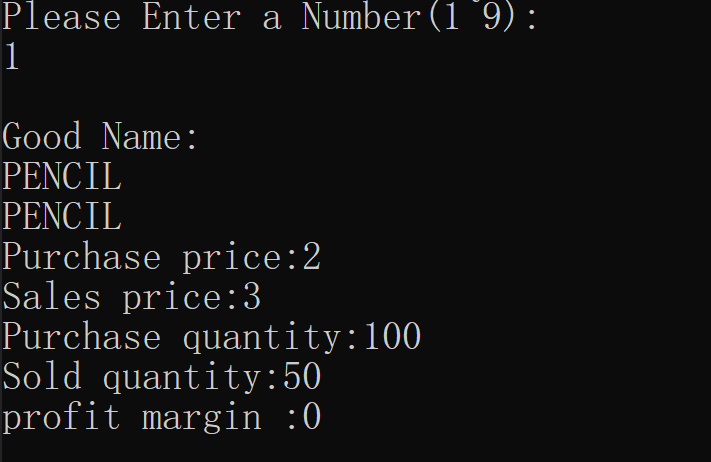 Please Enter a Number(1~9):
1
Good Name:
PENCIL
PENCIL
Purchase price:2
Sales price:3
Purchase quantity:100
Sold quantity:50
profit margin :0